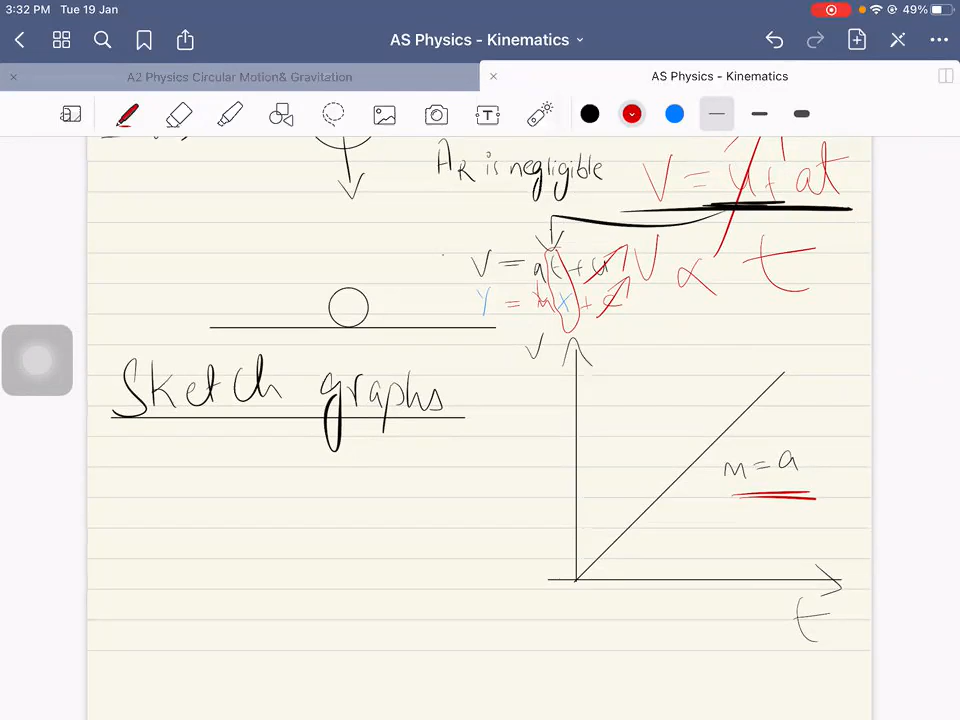 3:32 PM Tue 19 Jan
49%
AS Physics - Kinematics
A2 Physics Circular Motion& Gravitation
AS Physics - Kinematics
T
AR is negligible
V = u + at
V = at + u
V ∝ t
y = mx + c
V
Sketch graphs
m = a
t